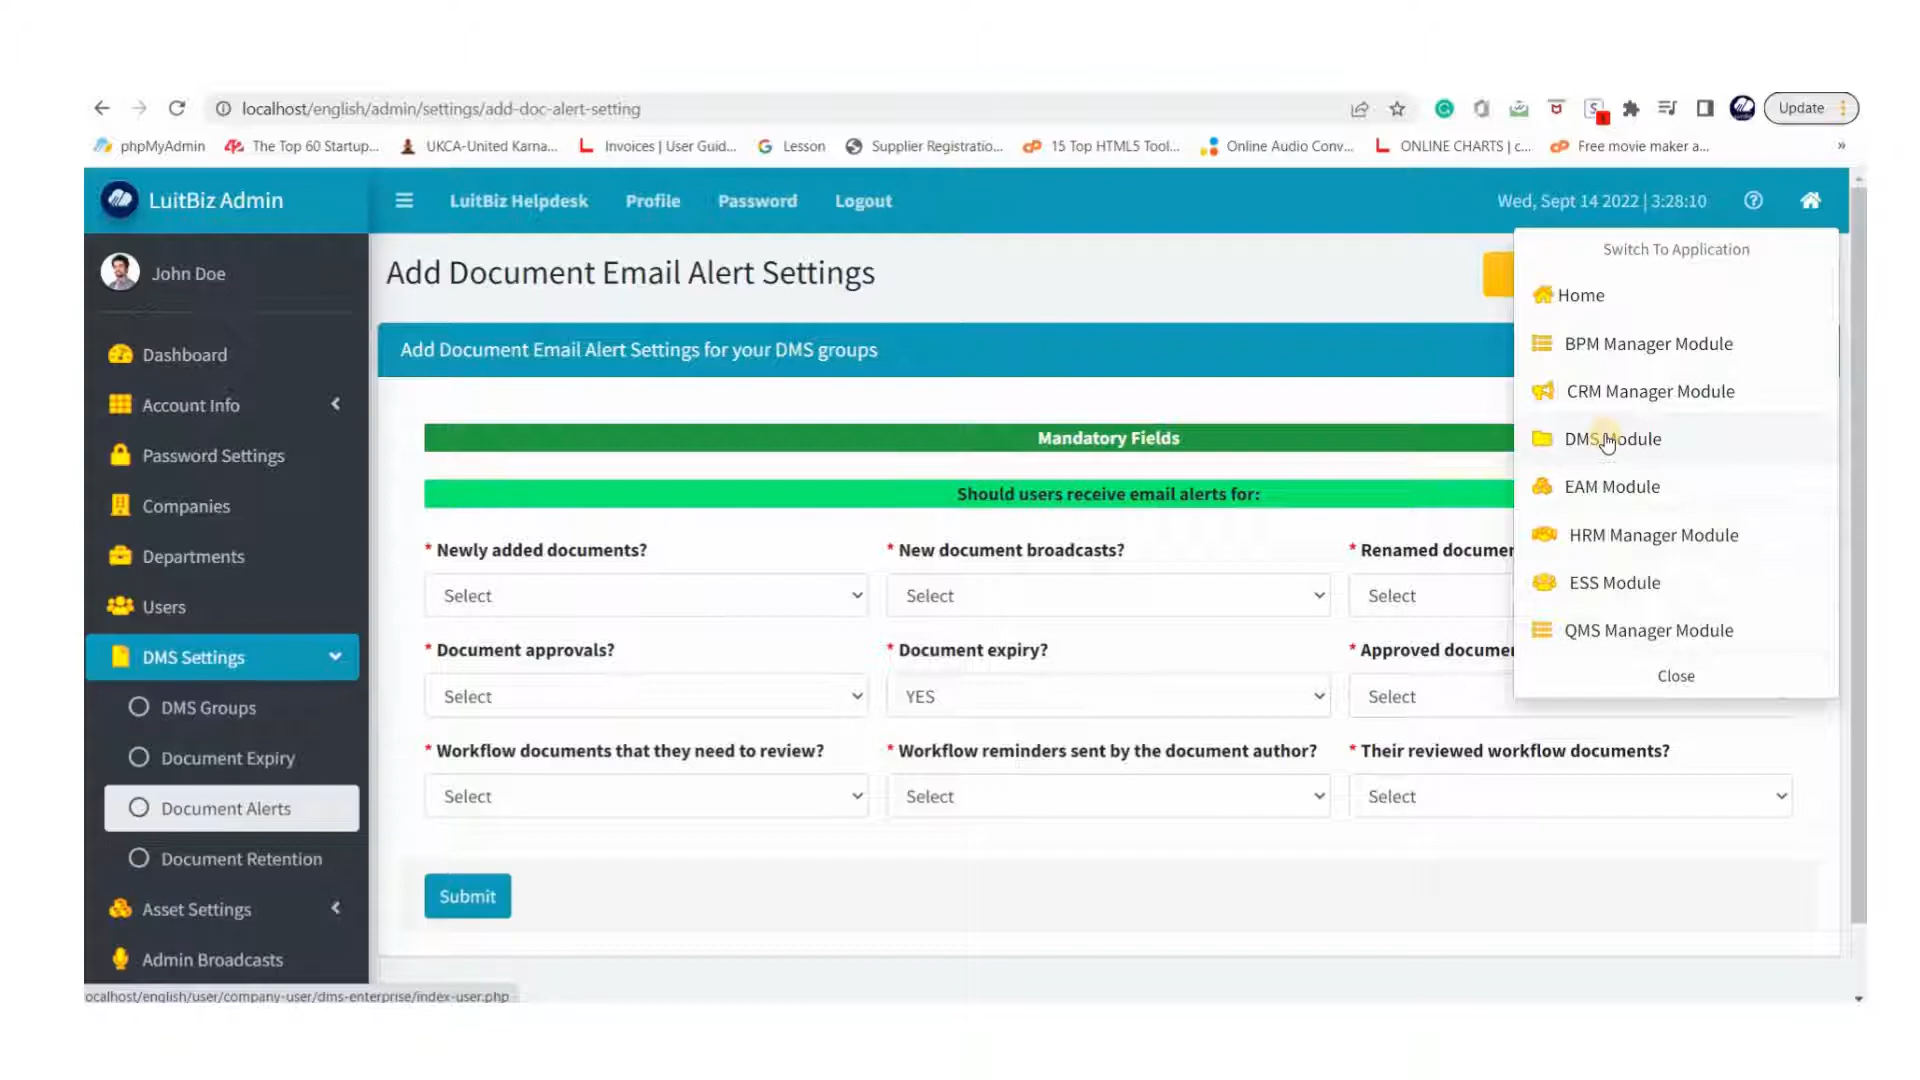 localhost/english/admin/settings/add-doc-alert-setting
Update
phpMyAdmin The Top 60 Startup... UKCA-United Karna... Invoices | User Guid... Lesson Supplier Registratio... 15 Top HTML5 Tool... Online Audio Conv... ONLINE CHARTS | c... Free movie maker a... »
LuitBiz Admin
LuitBiz Helpdesk Profile Password Logout
Wed, Sept 14 2022 | 3:28:10
John Doe
Dashboard
Account Info
Password Settings
Companies
Departments
Users
DMS Settings
DMS Groups
Document Expiry
Document Alerts
Document Retention
Asset Settings
Admin Broadcasts
Add Document Email Alert Settings
Add Document Email Alert Settings for your DMS groups
Mandatory Fields
Should users receive email alerts for:
* Newly added documents? * New document broadcasts? * Renamed documen
Select Select Select
* Document approvals? * Document expiry? * Approved documen
Select YES Select
* Workflow documents that they need to review? * Workflow reminders sent by the document author? * Their reviewed workflow documents?
Select Select Select
Submit
Switch To Application
Home
BPM Manager Module
CRM Manager Module
DMS Module
EAM Module
HRM Manager Module
ESS Module
QMS Manager Module
Close
ocalhost/english/user/company-user/dms-enterprise/index-user.php